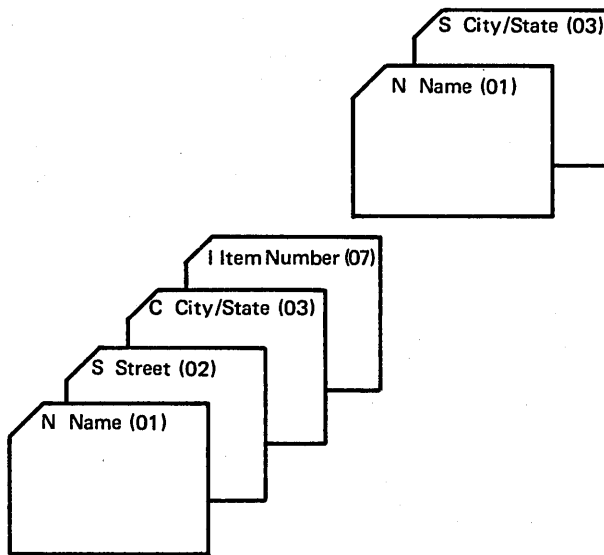 S City/State (03)
N Name (01)
I Item Number (07)
C City/State (03)
S Street (02)
N Name (01)